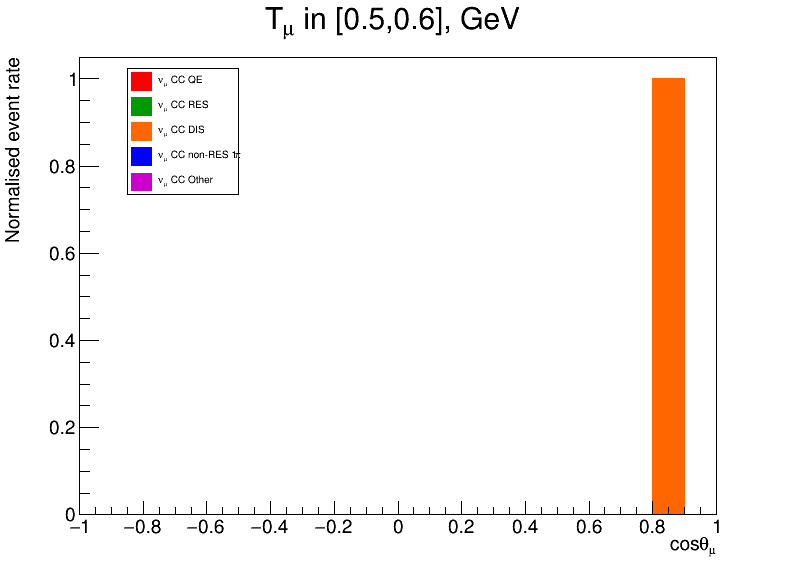 Tμ in [0.5,0.6], GeV
Normalised event rate
1
0.8
0.6
0.4
0.2
0
νμ CC QE
νμ CC RES
νμ CC DIS
νμ CC non-RES 1π
νμ CC Other
−1 −0.8 −0.6 −0.4 −0.2 0 0.2 0.4 0.6 0.8 1
cosθμ